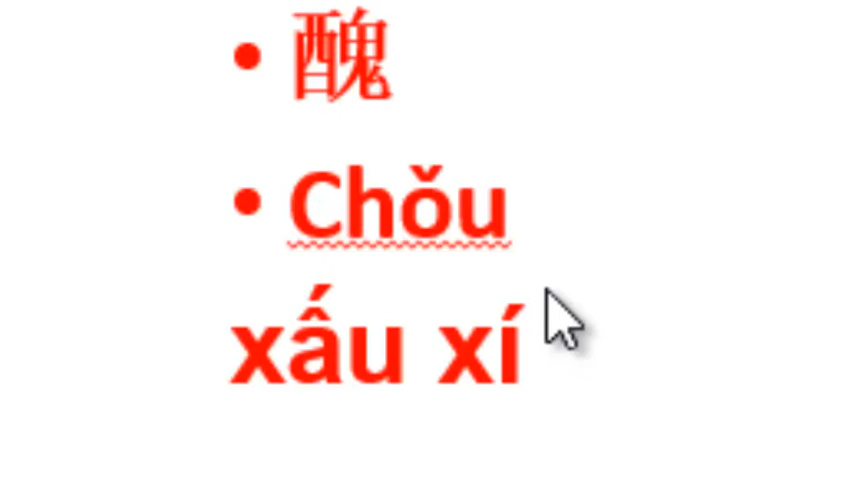 • 醜
• Chǒu
xấu xí